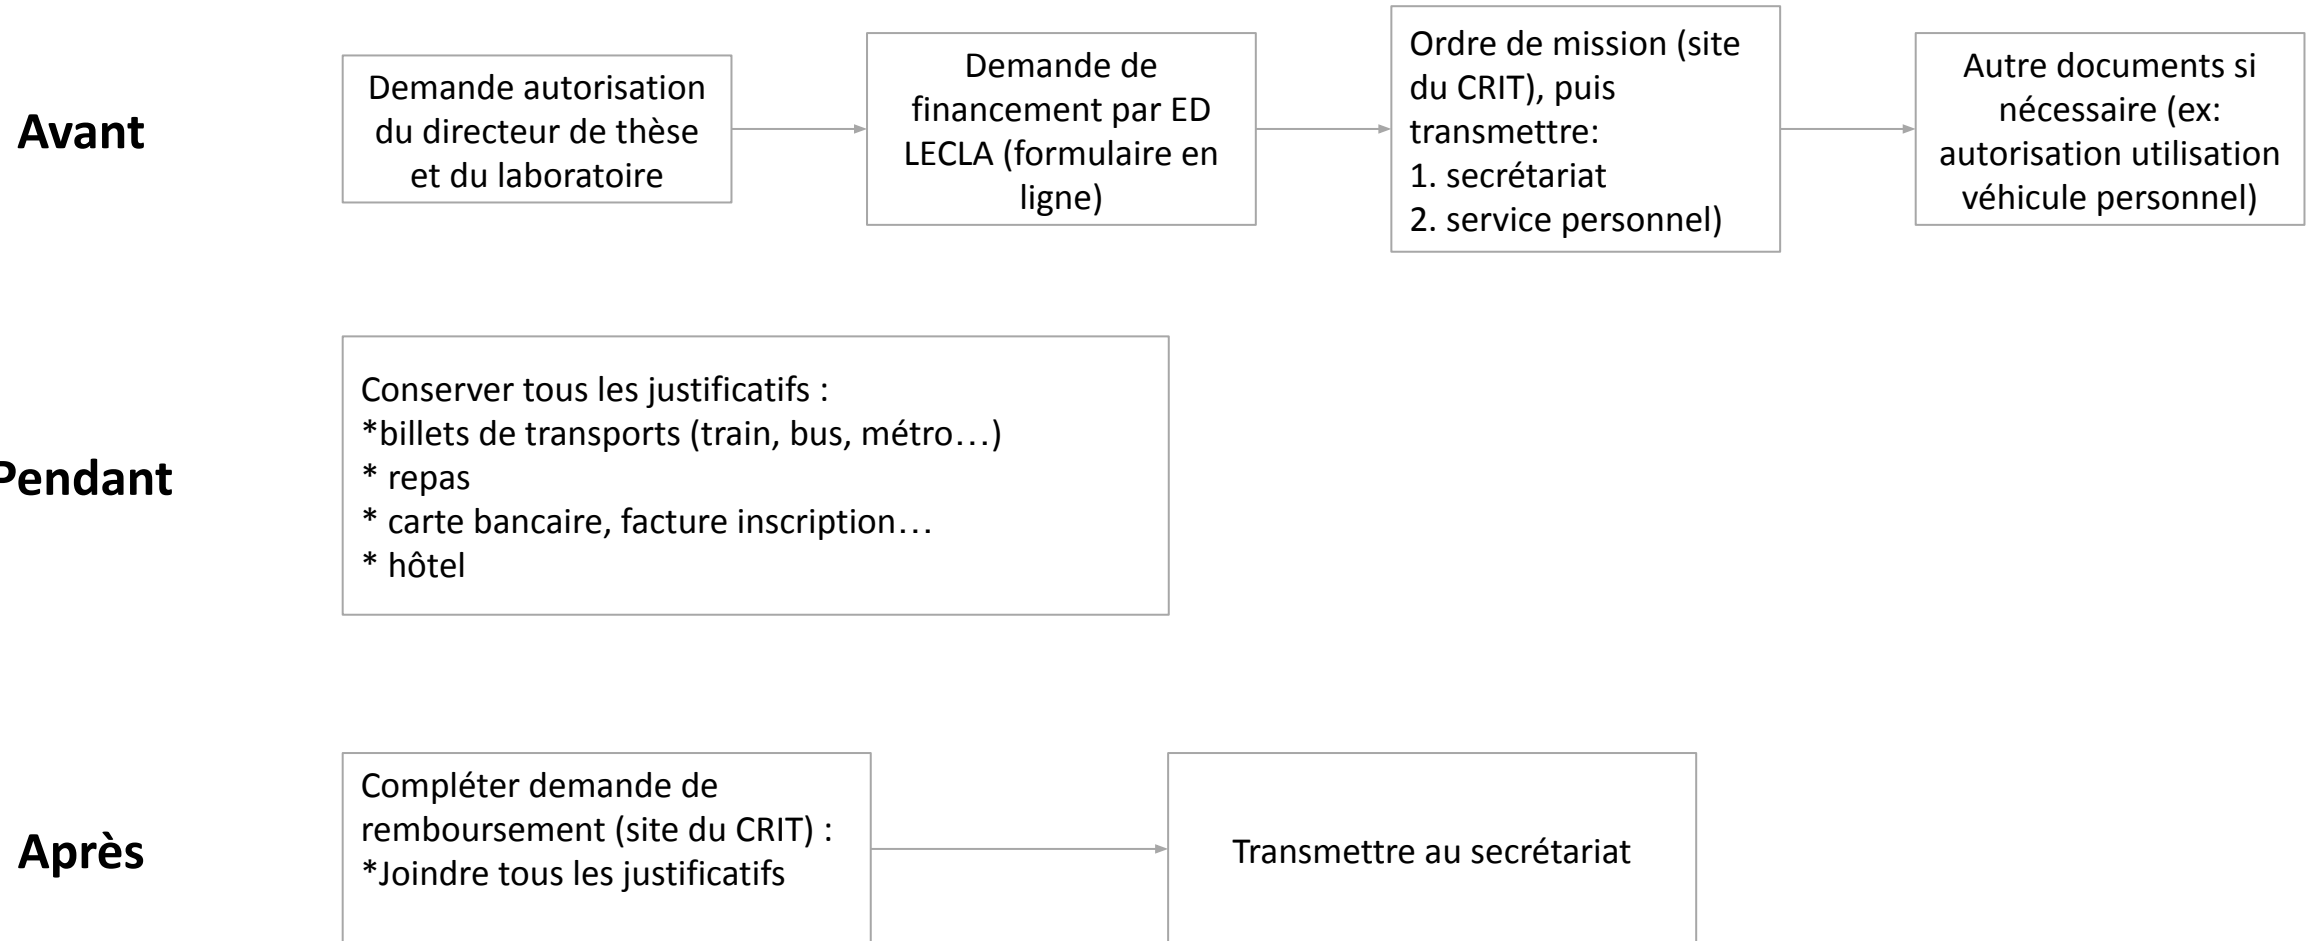 Avant
Demande autorisation
du directeur de thèse
et du laboratoire
Demande de
financement par ED
LECLA (formulaire en
ligne)
Ordre de mission (site
du CRIT), puis
transmettre:
1. secrétariat
2. service personnel)
Autre documents si
nécessaire (ex:
autorisation utilisation
véhicule personnel)
Pendant
Conserver tous les justificatifs :
*billets de transports (train, bus, métro…)
* repas
* carte bancaire, facture inscription…
* hôtel
Après
Compléter demande de
remboursement (site du CRIT) :
*Joindre tous les justificatifs
Transmettre au secrétariat